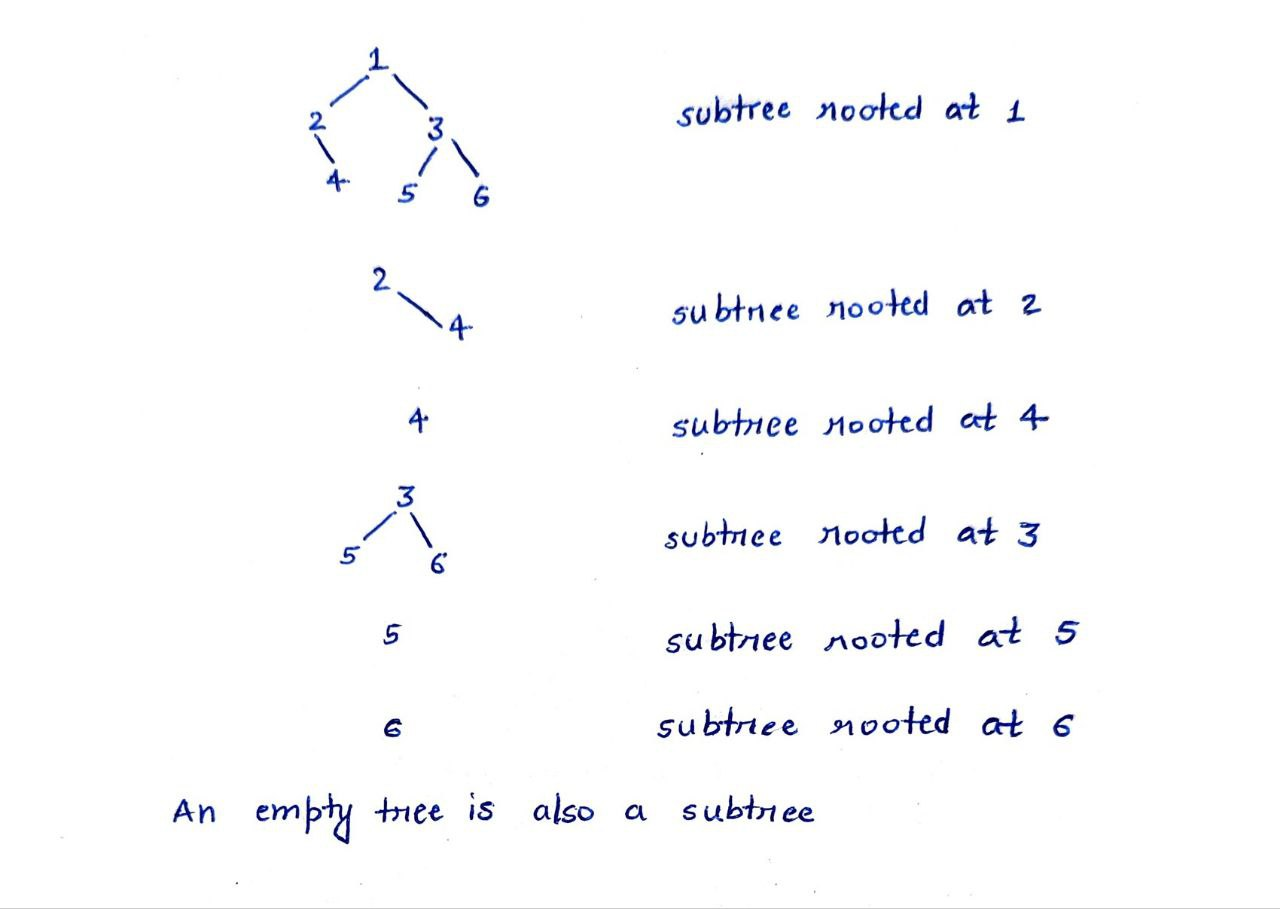 1
2 3
4 5 6
subtree rooted at 1
2
4
subtree rooted at 2
4 subtree rooted at 4
3
5 6
subtree rooted at 3
5 subtree rooted at 5
6 subtree rooted at 6
An empty tree is also a subtree